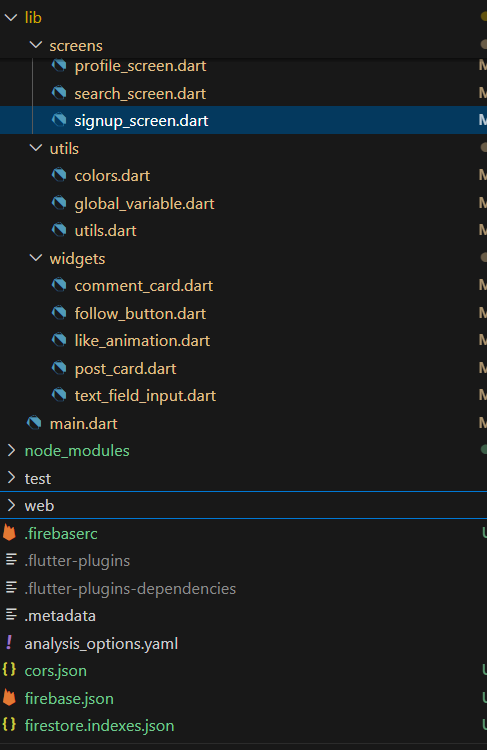 lib
screens
profile_screen.dart
search_screen.dart
signup_screen.dart M
utils
colors.dart M
global_variable.dart M
utils.dart M
widgets
comment_card.dart M
follow_button.dart M
like_animation.dart M
post_card.dart M
text_field_input.dart M
main.dart M
node_modules
test
web
.firebaserc
.flutter-plugins
.flutter-plugins-dependencies
.metadata
! analysis_options.yaml
{} cors.json
firebase.json
{} firestore.indexes.json